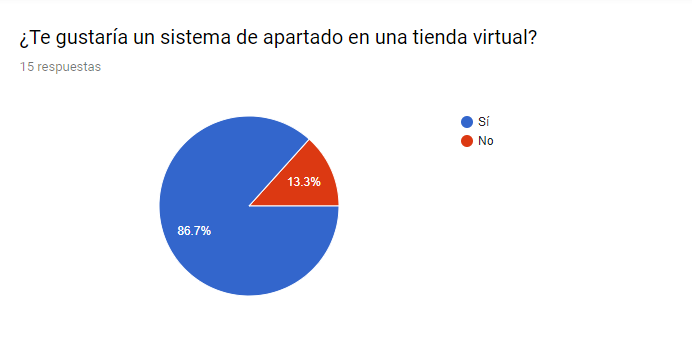 ¿Te gustaría un sistema de apartado en una tienda virtual?
15 respuestas
Sí
No
13.3%
86.7%